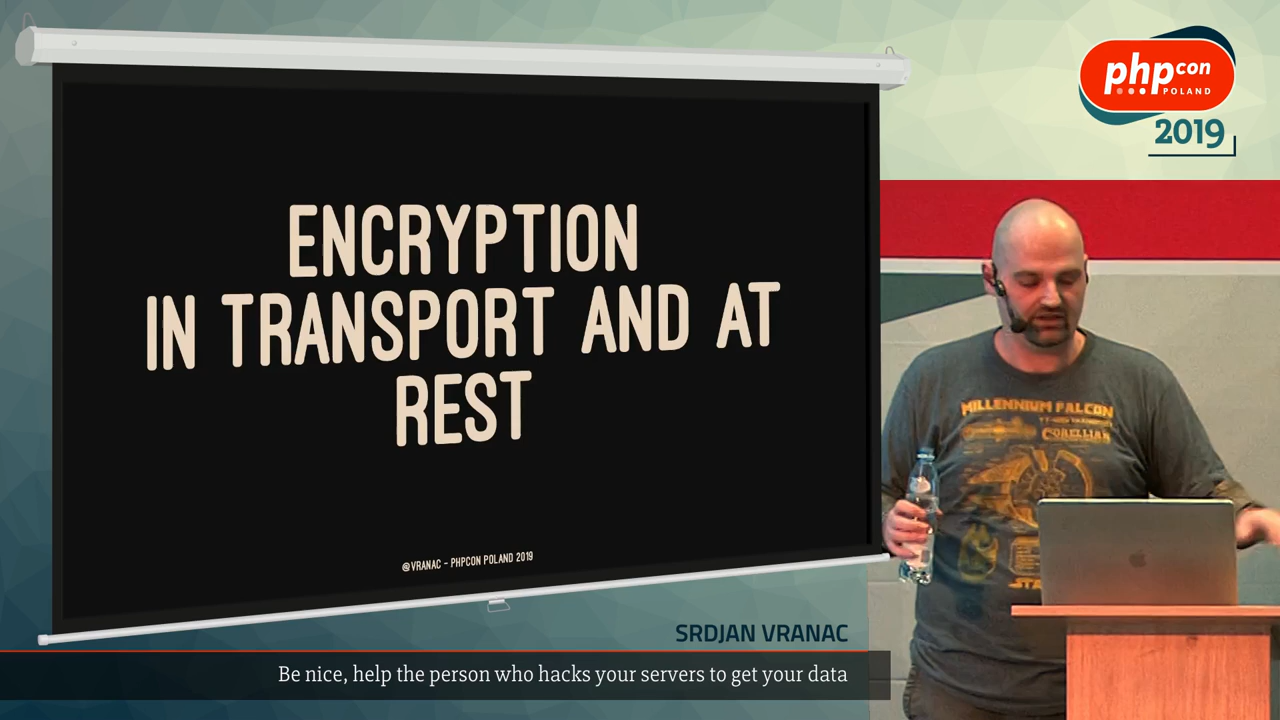 php con
POLAND
2019
ENCRYPTION
IN TRANSPORT AND AT
REST
@VRANAC - PHPCON POLAND 2019
MILLENNIUM FALCON
CORELLIAN
STA
SRDJAN VRANAC
Be nice, help the person who hacks your servers to get your data